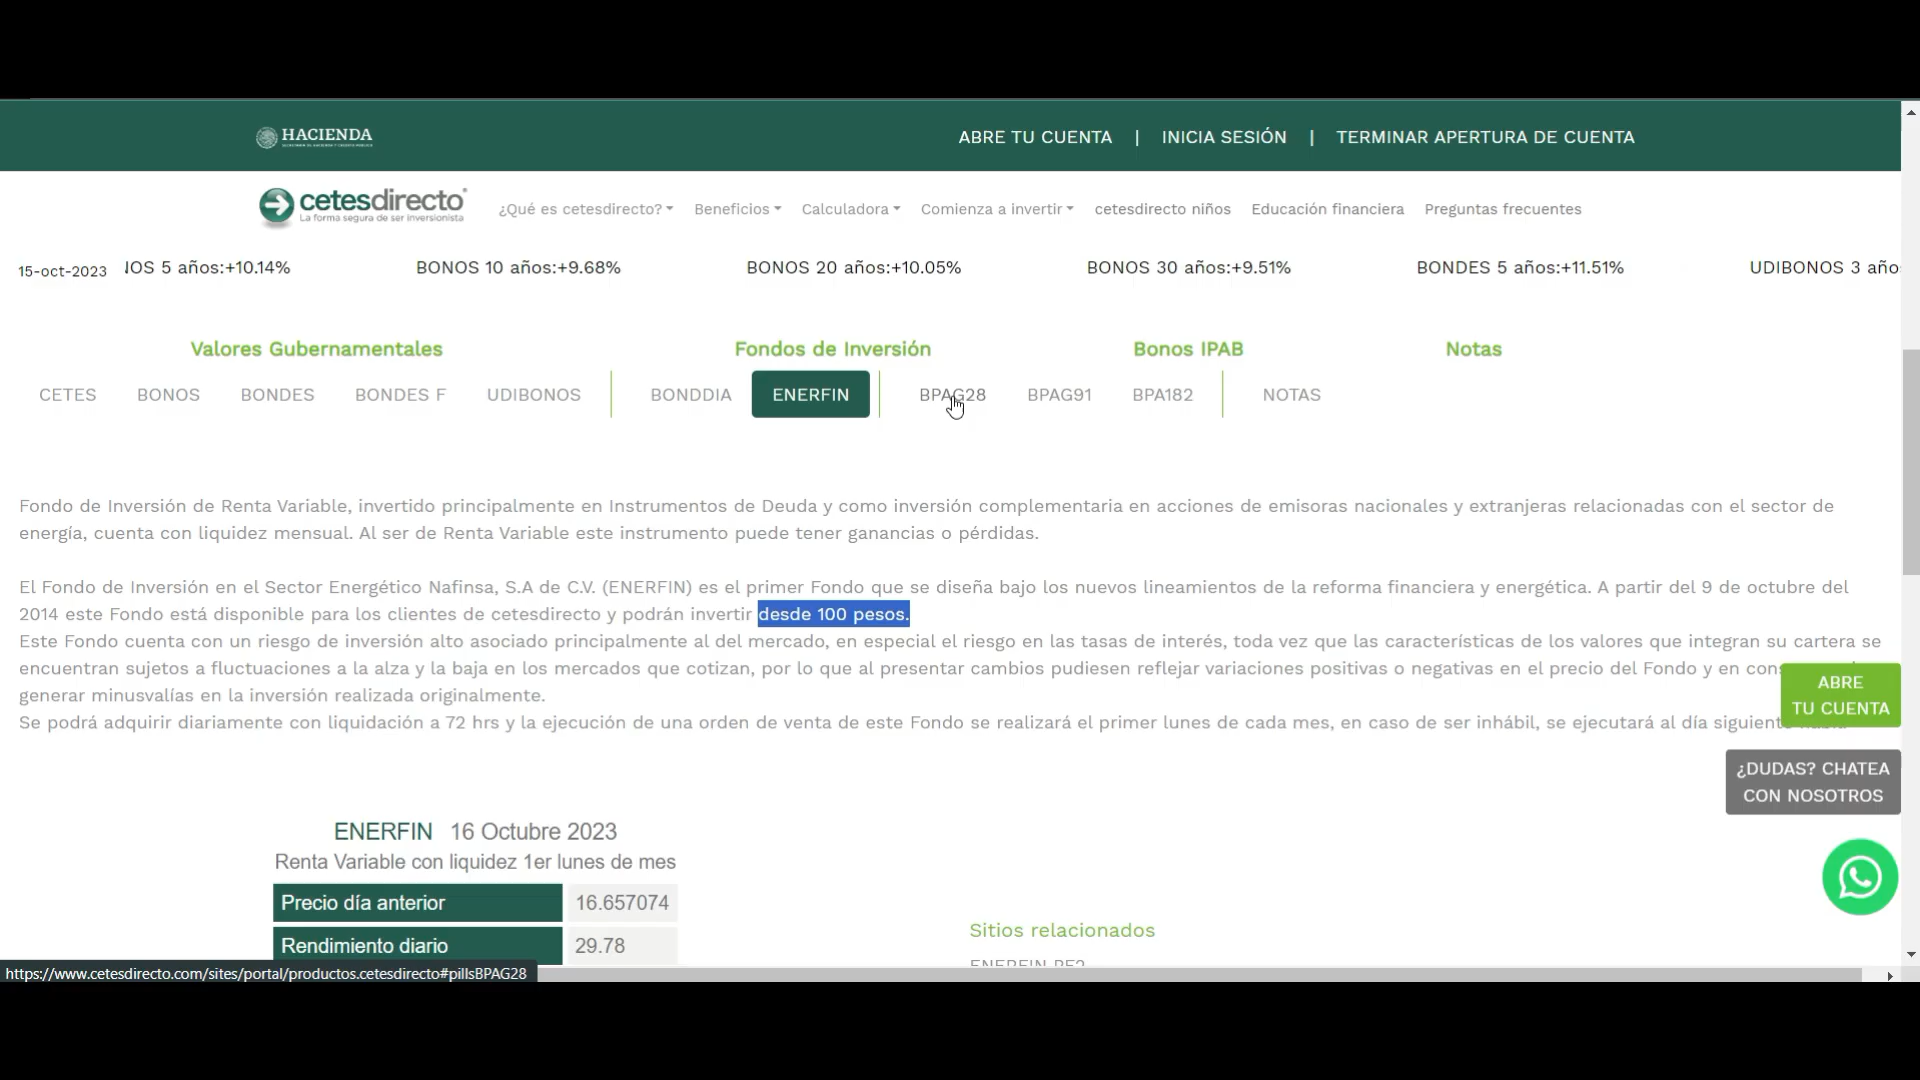 HACIENDA
ABRE TU CUENTA | INICIA SESIÓN | TERMINAR APERTURA DE CUENTA
cetesdirecto
La forma segura de ser inversionista
¿Qué es cetesdirecto? Beneficios Calculadora Comienza a invertir cetesdirecto niños Educación financiera Preguntas frecuentes
15-oct-2023 IOS 5 años:+10.14% BONOS 10 años:+9.68% BONOS 20 años:+10.05% BONOS 30 años:+9.51% BONDES 5 años:+11.51% UDIBONOS 3 año
Valores Gubernamentales Fondos de Inversión Bonos IPAB Notas
CETES BONOS BONDES BONDES F UDIBONOS BONDDIA ENERFIN BPAG28 BPAG91 BPA182 NOTAS
Fondo de Inversión de Renta Variable, invertido principalmente en Instrumentos de Deuda y como inversión complementaria en acciones de emisoras nacionales y extranjeras relacionadas con el sector de
energía, cuenta con liquidez mensual. Al ser de Renta Variable este instrumento puede tener ganancias o pérdidas.
El Fondo de Inversión en el Sector Energético Nafinsa, S.A de C.V. (ENERFIN) es el primer Fondo que se diseña bajo los nuevos lineamientos de la reforma financiera y energética. A partir del 9 de octubre del
2014 este Fondo está disponible para los clientes de cetesdirecto y podrán invertir desde 100 pesos.
Este Fondo cuenta con un riesgo de inversión alto asociado principalmente al del mercado, en especial el riesgo en las tasas de interés, toda vez que las características de los valores que integran su cartera se
encuentran sujetos a fluctuaciones a la alza y la baja en los mercados que cotizan, por lo que al presentar cambios pudiesen reflejar variaciones positivas o negativas en el precio del Fondo y en cons
generar minusvalías en la inversión realizada originalmente.
Se podrá adquirir diariamente con liquidación a 72 hrs y la ejecución de una orden de venta de este Fondo se realizará el primer lunes de cada mes, en caso de ser inhábil, se ejecutará al día siguient
ABRE
TU CUENTA
¿DUDAS? CHATEA
CON NOSOTROS
ENERFIN 16 Octubre 2023
Renta Variable con liquidez 1er lunes de mes
Precio día anterior 16.657074
Rendimiento diario 29.78
Sitios relacionados
ENERFIN BF2
https://www.cetesdirecto.com/sites/portal/productos.cetesdirecto#pillsBPAG28